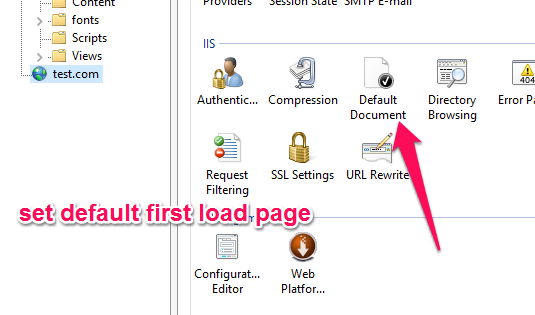 Content
fonts
Scripts
Views
test.com
Providers Session State SMTP E-mail
IIS
Authentic... Compression Default Document Directory Browsing Error Pa
404
Request Filtering SSL Settings URL Rewrite
set default first load page
Configurat... Editor Web Platfor...